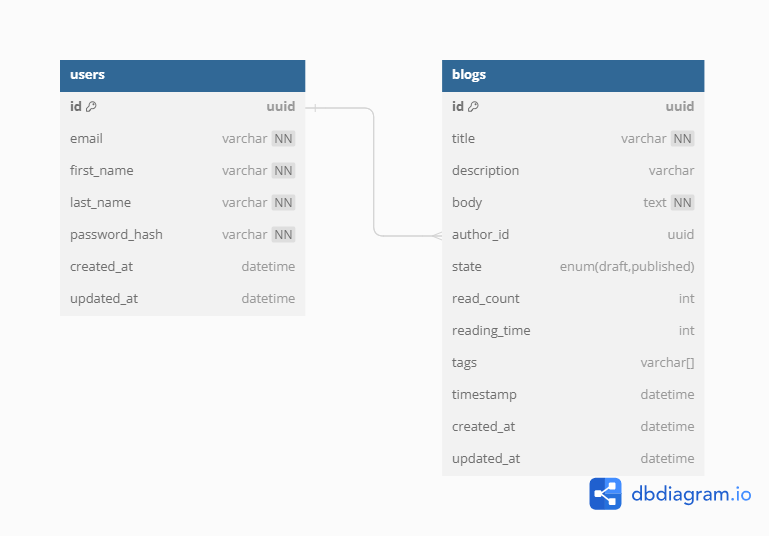 users
id uuid
email varchar NN
first_name varchar NN
last_name varchar NN
password_hash varchar NN
created_at datetime
updated_at datetime
blogs
id uuid
title varchar NN
description varchar
body text NN
author_id uuid
state enum(draft,published)
read_count int
reading_time int
tags varchar[]
timestamp datetime
created_at datetime
updated_at datetime
dbdiagram.io